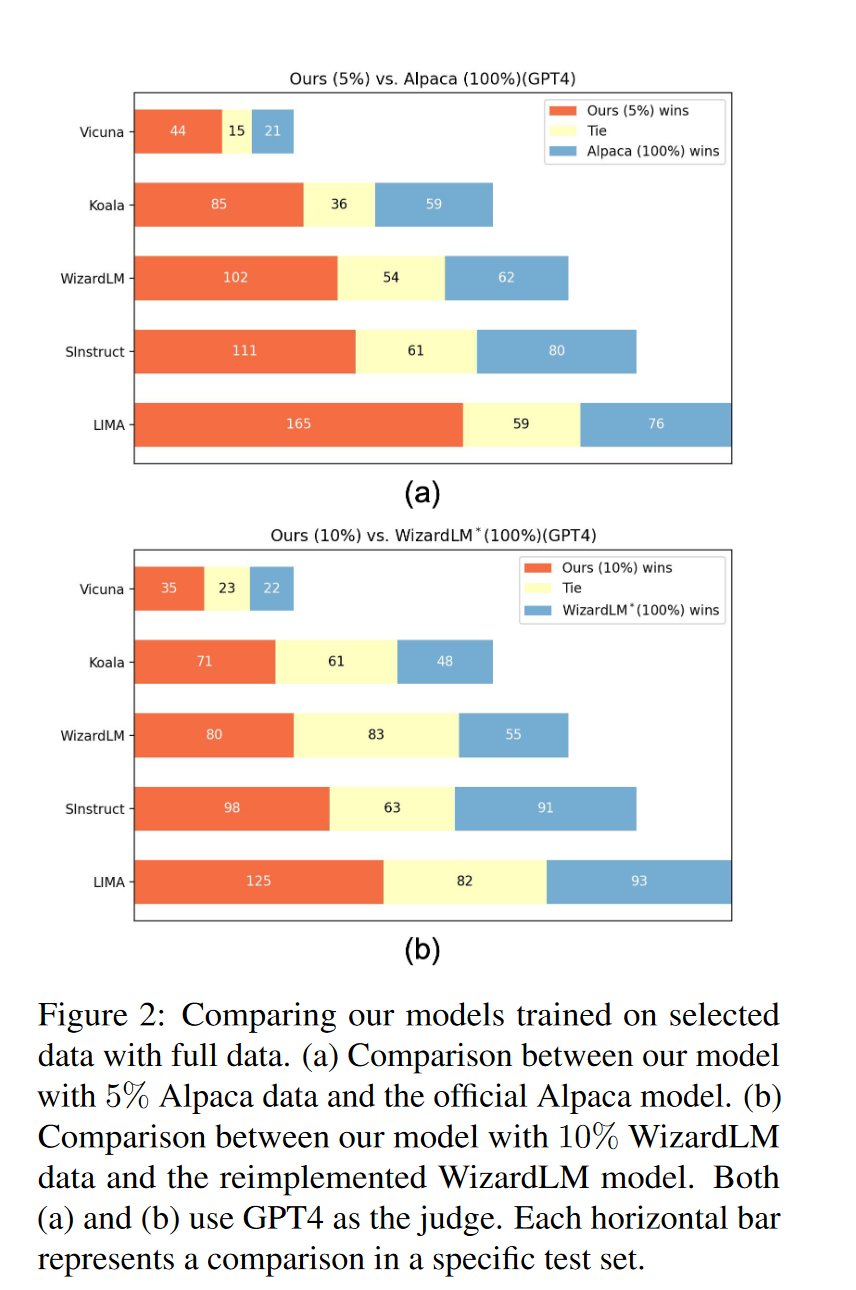 Ours (5%) vs. Alpaca (100%)(GPT4)
Ours (5%) wins
Tie
Alpaca (100%) wins
Vicuna 44 15 21
Koala 85 36 59
WizardLM 102 54 62
SInstruct 111 61 80
LIMA 165 59 76
(a)
Ours (10%) vs. WizardLM*(100%)(GPT4)
Ours (10%) wins
Tie
WizardLM*(100%) wins
Vicuna 35 23 22
Koala 71 61 48
WizardLM 80 83 55
SInstruct 98 63 91
LIMA 125 82 93
(b)
Figure 2: Comparing our models trained on selected
data with full data. (a) Comparison between our model
with 5% Alpaca data and the official Alpaca model. (b)
Comparison between our model with 10% WizardLM
data and the reimplemented WizardLM model. Both
(a) and (b) use GPT4 as the judge. Each horizontal bar
represents a comparison in a specific test set.